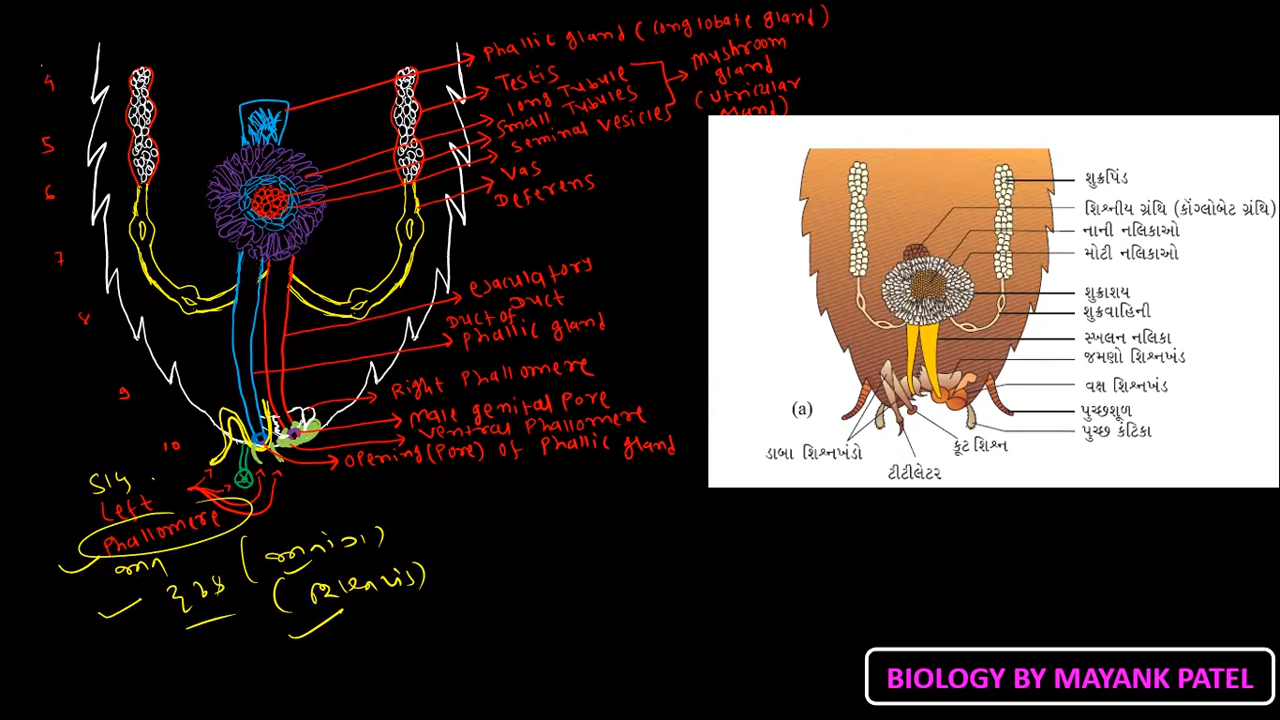 Phallic gland (Conglobate gland)
Testis
Long Tubule
Small Tubules
Seminal Vesicles
Mushroom
gland
(Utricular
gland)
Vas
Deferens
4
5
6
7
8
9
10
ejaculatory
Duct
Duct of
Phallic gland
Right Phallomere
Male genital Pore
Ventral Phallomere
Opening (Pore) of Phallic gland
Left
Phallomere
શુક્રપિંડ
શિશ્નીય ગ્રંથિ (કૉંગ્લોબેટ ગ્રંથિ)
નાની નલિકાઓ
મોટી નલિકાઓ
શુક્રાશય
શુક્રવાહિની
સ્ખલન નલિકા
જમણો શિશ્નખંડ
વક્ષ શિશ્નખંડ
પુચ્છશૂળ
પુચ્છ કંટિકા
(a)
ડાબા શિશ્નખંડો
કૂટ શિશ્ન
ટીટીલેટર
BIOLOGY BY MAYANK PATEL